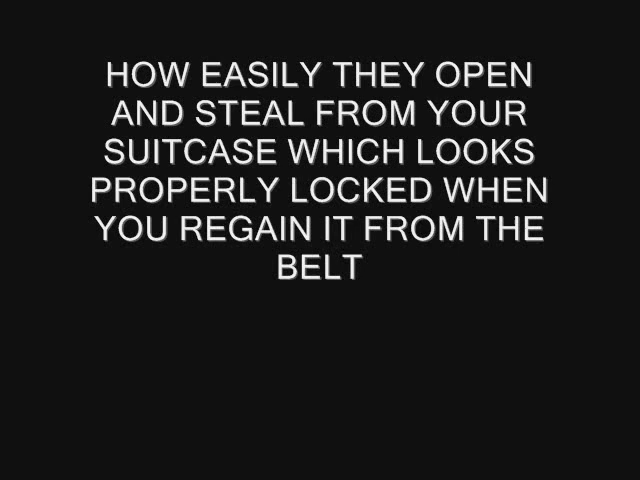 HOW EASILY THEY OPEN
AND STEAL FROM YOUR
SUITCASE WHICH LOOKS
PROPERLY LOCKED WHEN
YOU REGAIN IT FROM THE
BELT